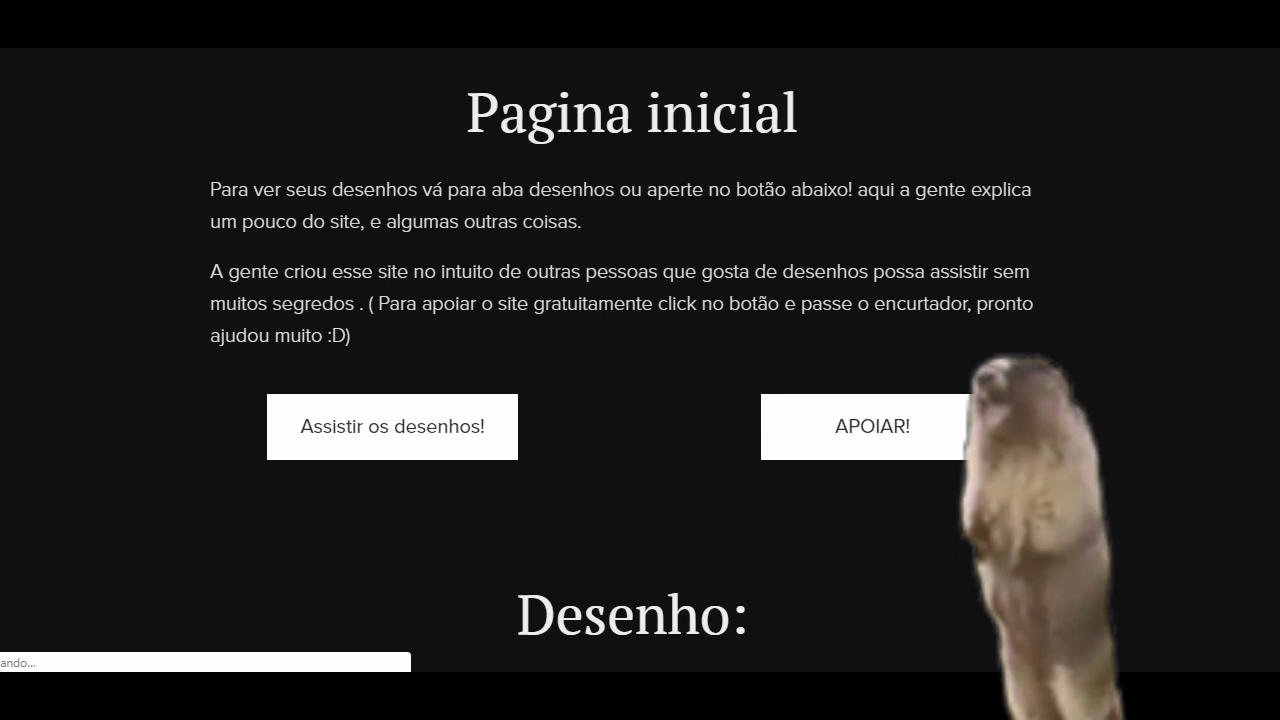 Pagina inicial
Para ver seus desenhos vá para aba desenhos ou aperte no botão abaixo! aqui a gente explica
um pouco do site, e algumas outras coisas.
A gente criou esse site no intuito de outras pessoas que gosta de desenhos possa assistir sem
muitos segredos . ( Para apoiar o site gratuitamente click no botão e passe o encurtador, pronto
ajudou muito :D)
Assistir os desenhos! APOIAR!
Desenho:
ando...